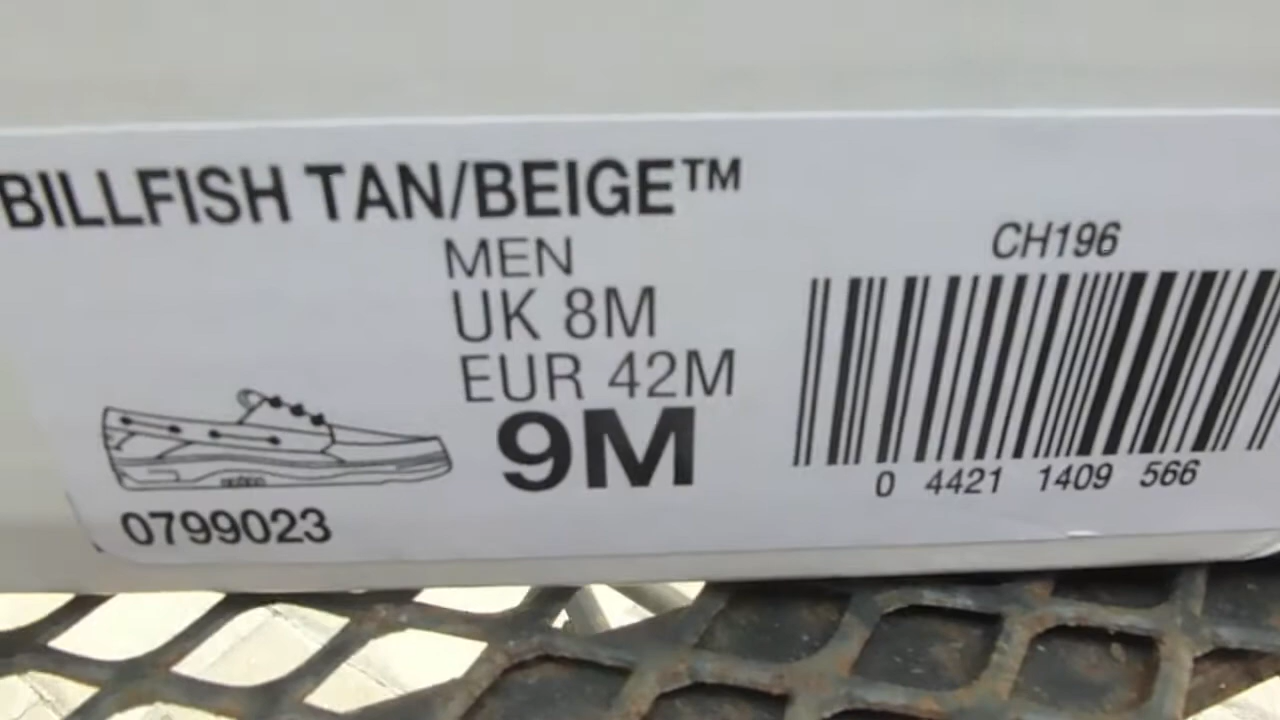 BILLFISH TAN/BEIGE™
MEN
UK 8M
EUR 42M
9M
0799023
CH196
0 4421 1409 566